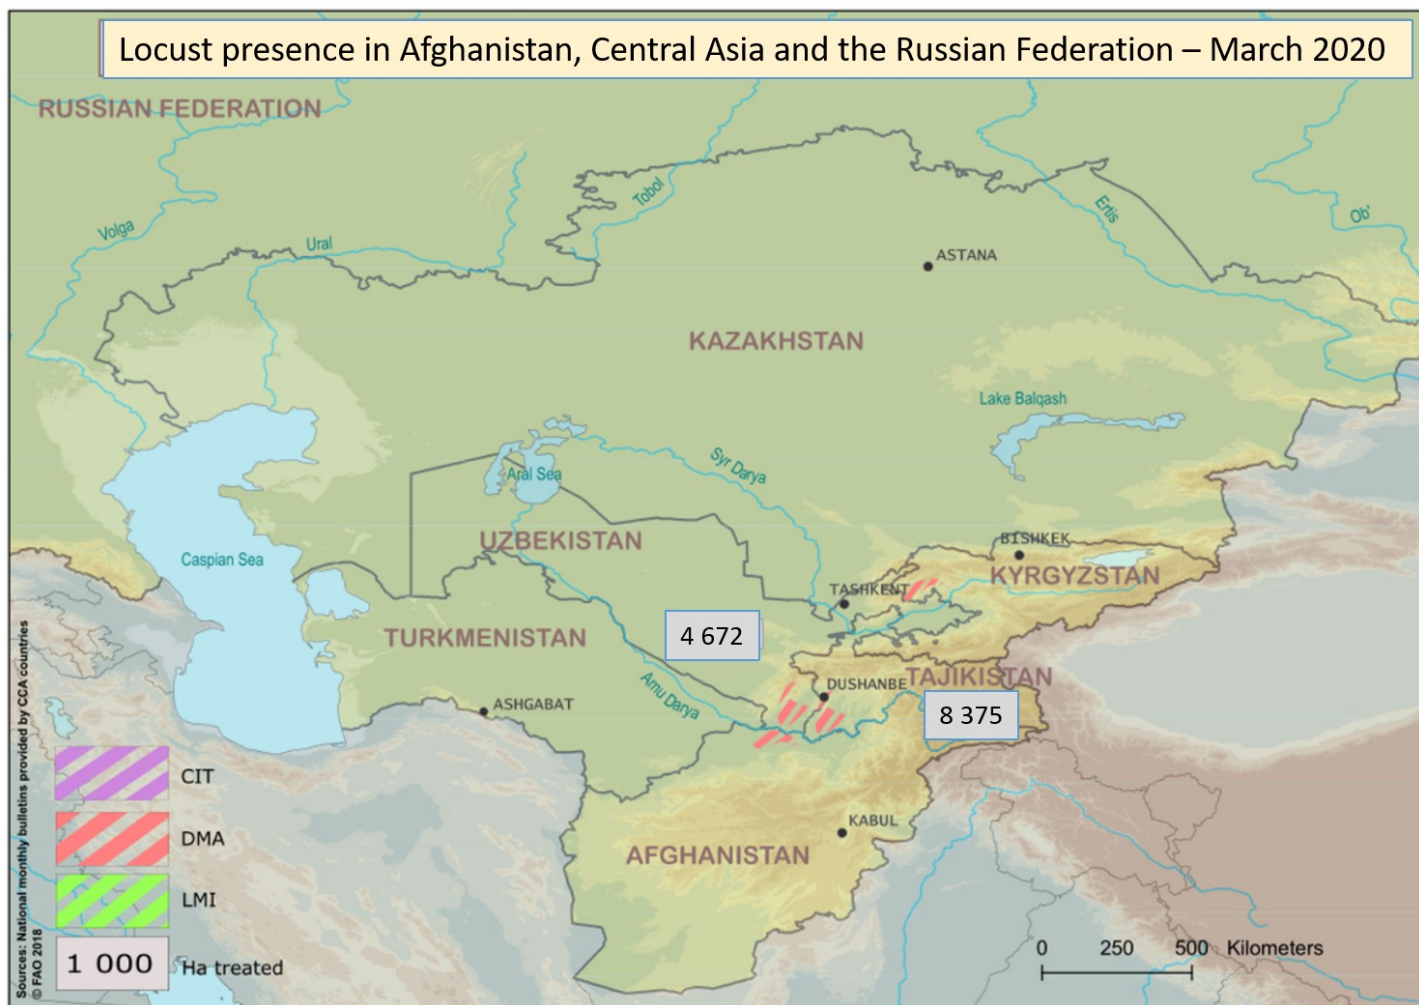 Locust presence in Afghanistan, Central Asia and the Russian Federation – March 2020
RUSSIAN FEDERATION
Volga
Ural
Tobol
Ertis
Ob'
ASTANA
KAZAKHSTAN
Lake Balqash
Aral Sea
Syr Darya
UZBEKISTAN
Caspian Sea
BISHKEK
KYRGYZSTAN
TASHKENT
TURKMENISTAN
4 672
TAJIKISTAN
DUSHANBE
Amu Darya
ASHGABAT
8 375
KABUL
AFGHANISTAN
CIT
DMA
LMI
1 000 Ha treated
0 250 500 Kilometers
Sources: National monthly bulletins provided by CCA countries
© FAO 2018